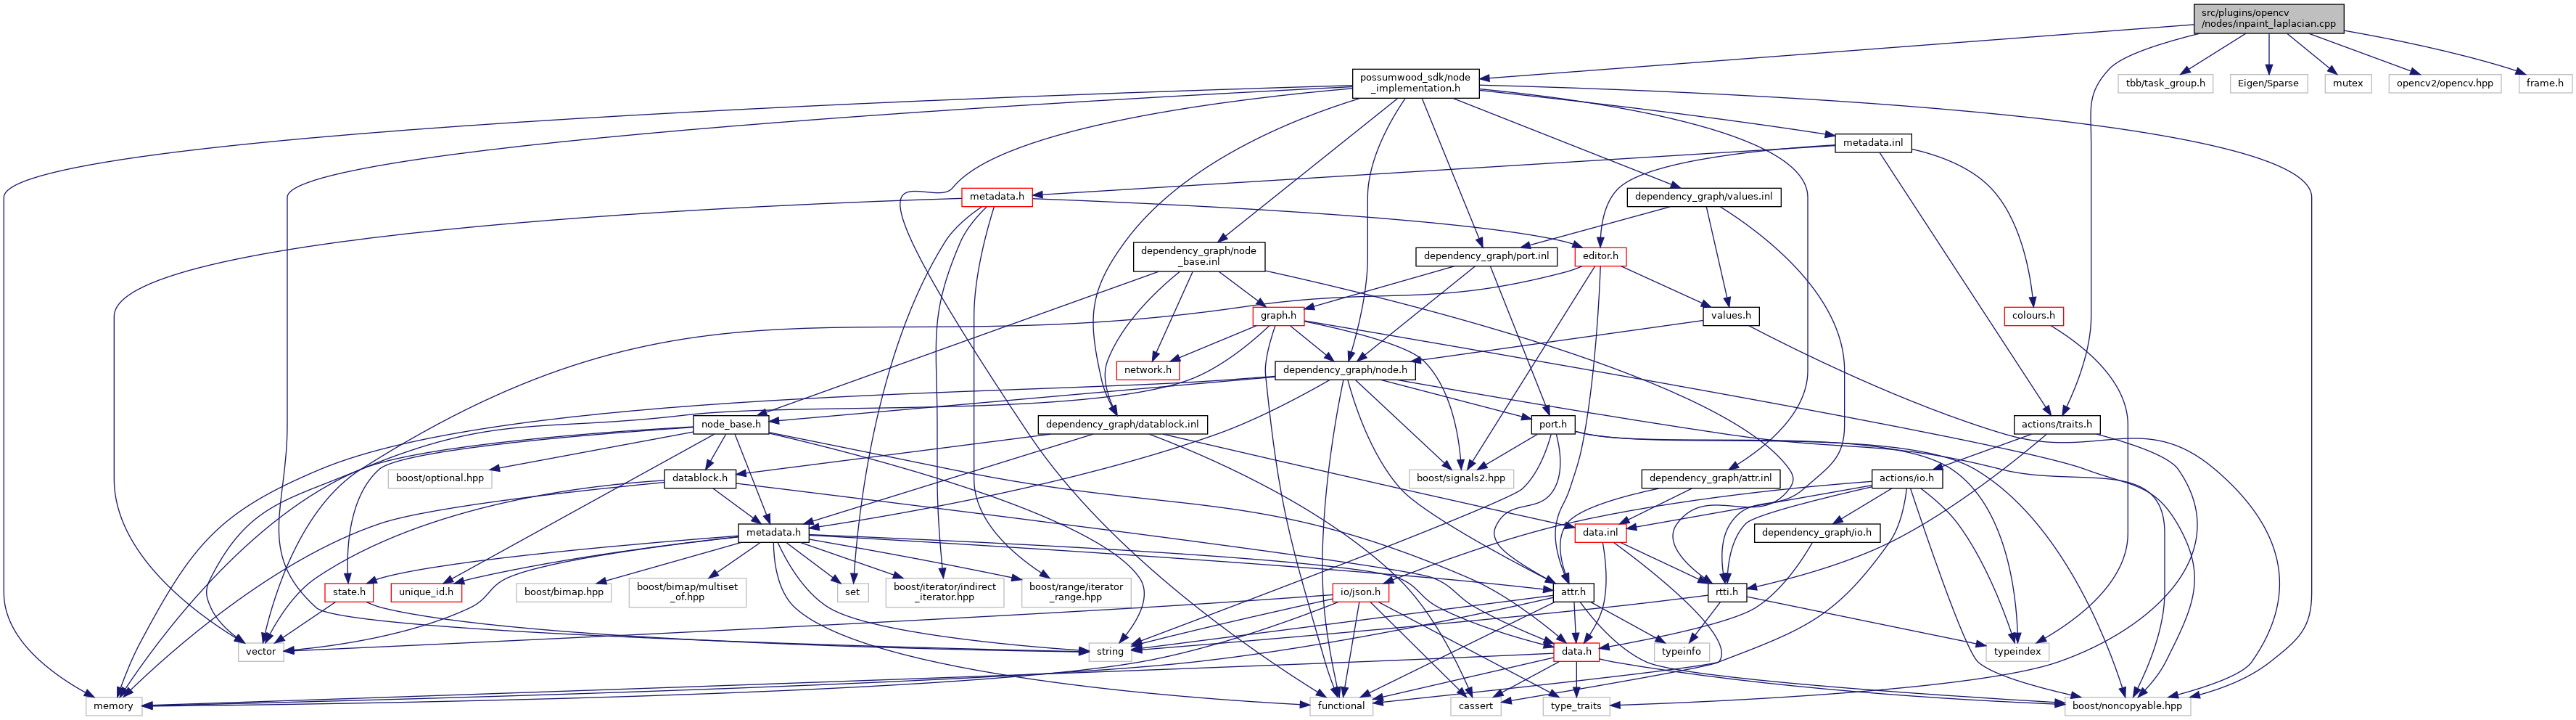 src/plugins/opencv
/nodes/inpaint_laplacian.cpp
possumwood_sdk/node
_implementation.h
tbb/task_group.h
Eigen/Sparse
mutex
opencv2/opencv.hpp
frame.h
metadata.inl
metadata.h
dependency_graph/values.inl
dependency_graph/node
_base.inl
dependency_graph/port.inl
editor.h
graph.h
values.h
colours.h
network.h
dependency_graph/node.h
node_base.h
dependency_graph/datablock.inl
port.h
actions/traits.h
boost/optional.hpp
datablock.h
boost/signals2.hpp
dependency_graph/attr.inl
actions/io.h
metadata.h
data.inl
dependency_graph/io.h
state.h
unique_id.h
boost/bimap.hpp
boost/bimap/multiset
_of.hpp
set
boost/iterator/indirect
_iterator.hpp
boost/range/iterator
_range.hpp
io/json.h
attr.h
rtti.h
vector
string
data.h
typeinfo
typeindex
memory
functional
cassert
type_traits
boost/noncopyable.hpp